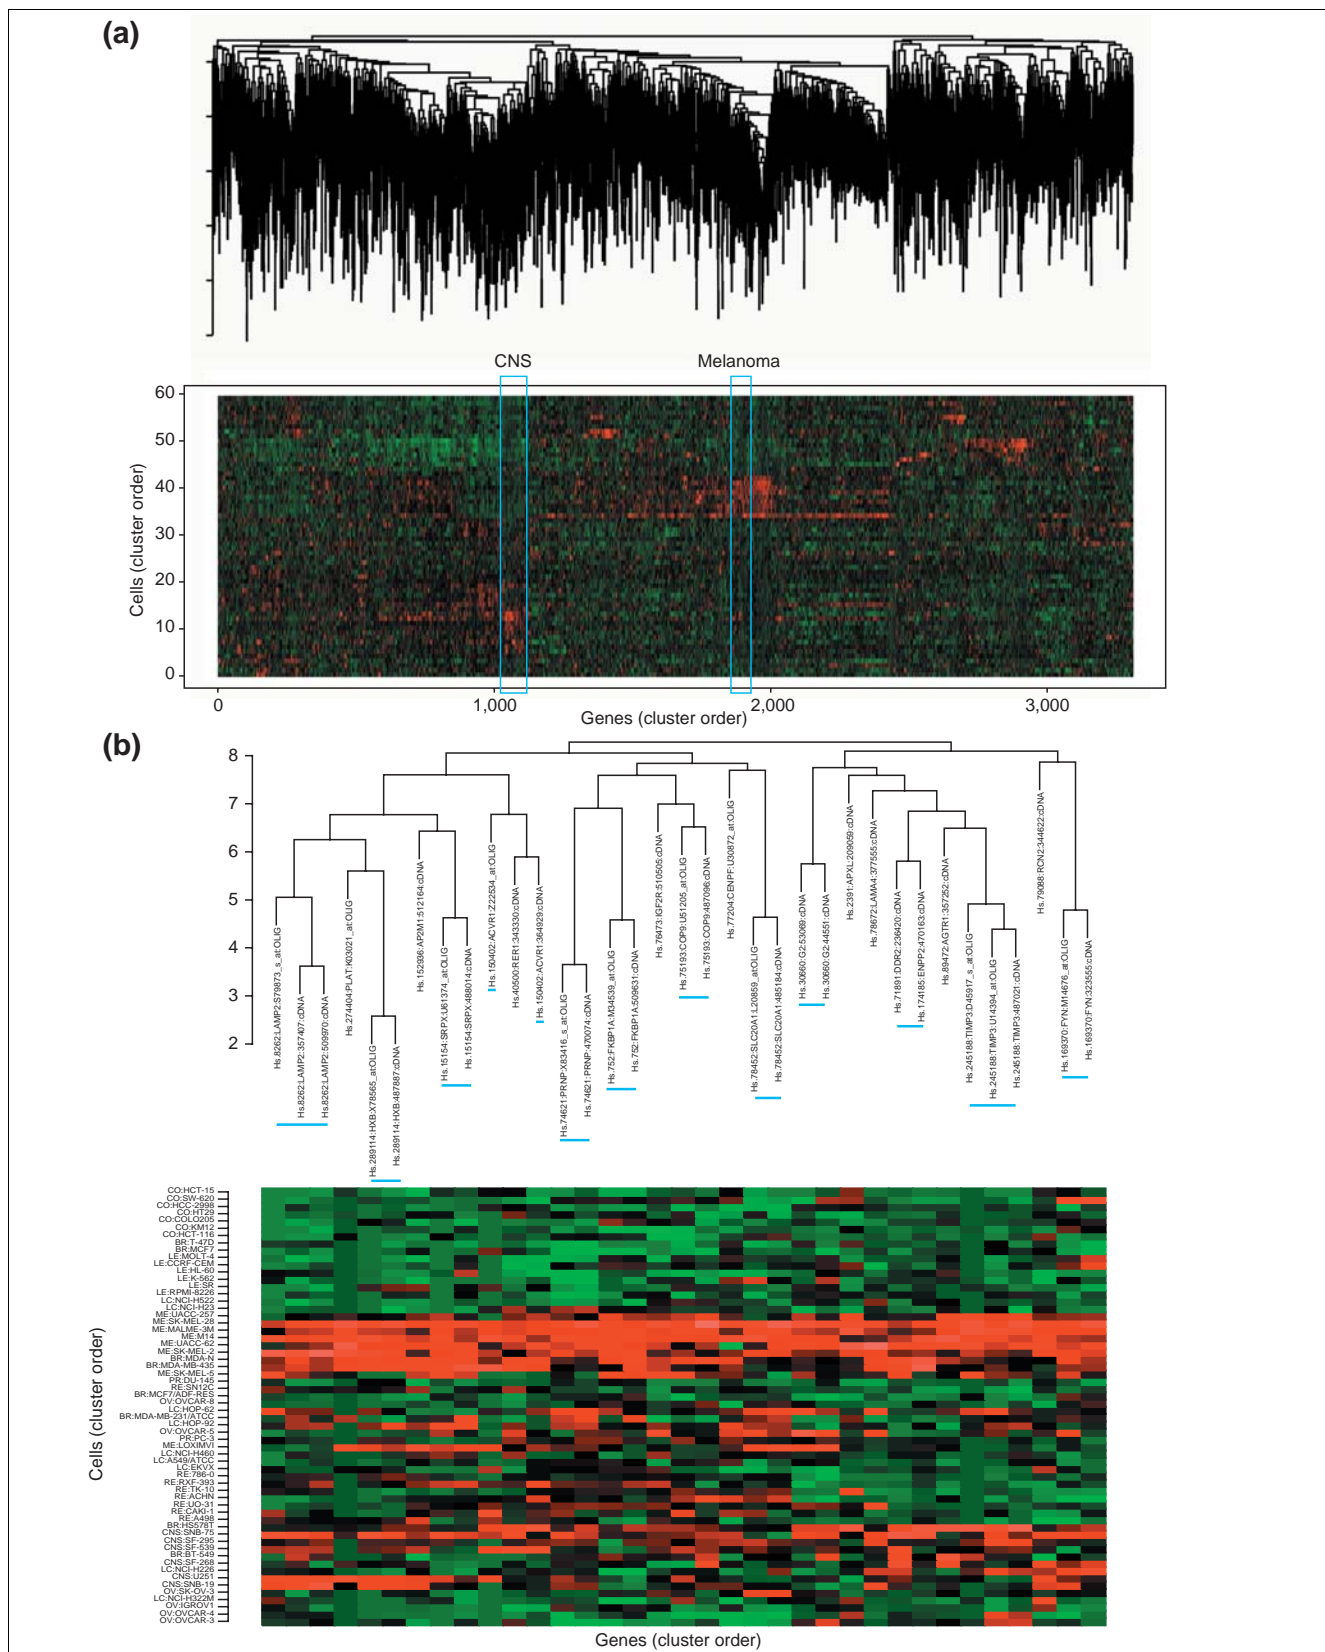 (a)
CNS
Melanoma
60
50
40
30
20
10
0
Cells (cluster order)
0
1,000
2,000
3,000
Genes (cluster order)
(b)
8
7
6
5
4
3
2
Hs.8262:LAMP2:S79873_s_at:OLIG
Hs.8262:LAMP2:357407:cDNA
Hs.8262:LAMP2:509970:cDNA
Hs.274404:PLAT:K03021_at:OLIG
Hs.289114:HXB:X78565_at:OLIG
Hs.289114:HXB:487887:cDNA
Hs.152936:AP2M1:512164:cDNA
Hs.15154:SRPX:U61374_at:OLIG
Hs.15154:SRPX:488014:cDNA
Hs.150402:ACVR1:Z22534_at:OLIG
Hs.40500:RER1:343330:cDNA
Hs.150402:ACVR1:364929:cDNA
Hs.74621:PRNP:X83416_s_at:OLIG
Hs.74621:PRNP:470074:cDNA
Hs.752:FKBP1A:M34539_at:OLIG
Hs.752:FKBP1A:509631:cDNA
Hs.76473:IGF2R:510505:cDNA
Hs.75193:COP9:U51205_at:OLIG
Hs.75193:COP9:487096:cDNA
Hs.77204:CENPF:U30872_at:OLIG
Hs.78452:SLC20A1:L20859_at:OLIG
Hs.78452:SLC20A1:485184:cDNA
Hs.30660:G2:53069:cDNA
Hs.30660:G2:44551:cDNA
Hs.2391:APXL:209059:cDNA
Hs.78672:LAMA4:377555:cDNA
Hs.71891:DDR2:236420:cDNA
Hs.174185:ENPP2:470163:cDNA
Hs.89472:AGTR1:357252:cDNA
Hs.245188:TIMP3:D45917_s_at:OLIG
Hs.245188:TIMP3:U14394_at:OLIG
Hs.245188:TIMP3:487021:cDNA
Hs.79088:RCN2:344622:cDNA
Hs.169370:FYN:M14676_at:OLIG
Hs.169370:FYN:323555:cDNA
CO:HCT-15
CO:SW-620
CO:HCC-2998
CO:HT29
CO:COLO205
CO:KM12
CO:HCT-116
BR:T-47D
BR:MCF7
LE:MOLT-4
LE:CCRF-CEM
LE:HL-60
LE:K-562
LE:SR
LE:RPMI-8226
LC:NCI-H522
LC:NCI-H23
ME:UACC-257
ME:SK-MEL-28
ME:MALME-3M
ME:M14
ME:UACC-62
ME:SK-MEL-2
BR:MDA-N
BR:MDA-MB-435
ME:SK-MEL-5
PR:DU-145
RE:SN12C
BR:MCF7/ADF-RES
OV:OVCAR-8
LC:HOP-62
BR:MDA-MB-231/ATCC
LC:HOP-92
OV:OVCAR-5
PR:PC-3
ME:LOXIMVI
LC:NCI-H460
LC:A549/ATCC
LC:EKVX
RE:786-0
RE:RXF-393
RE:TK-10
RE:ACHN
RE:UO-31
RE:CAKI-1
RE:A498
BR:HS578T
CNS:SNB-75
CNS:SF-295
CNS:SF-539
BR:BT-549
CNS:SF-268
LC:NCI-H226
CNS:U251
CNS:SNB-19
OV:SK-OV-3
LC:NCI-H322M
OV:IGROV1
OV:OVCAR-4
OV:OVCAR-3
Cells (cluster order)
Genes (cluster order)